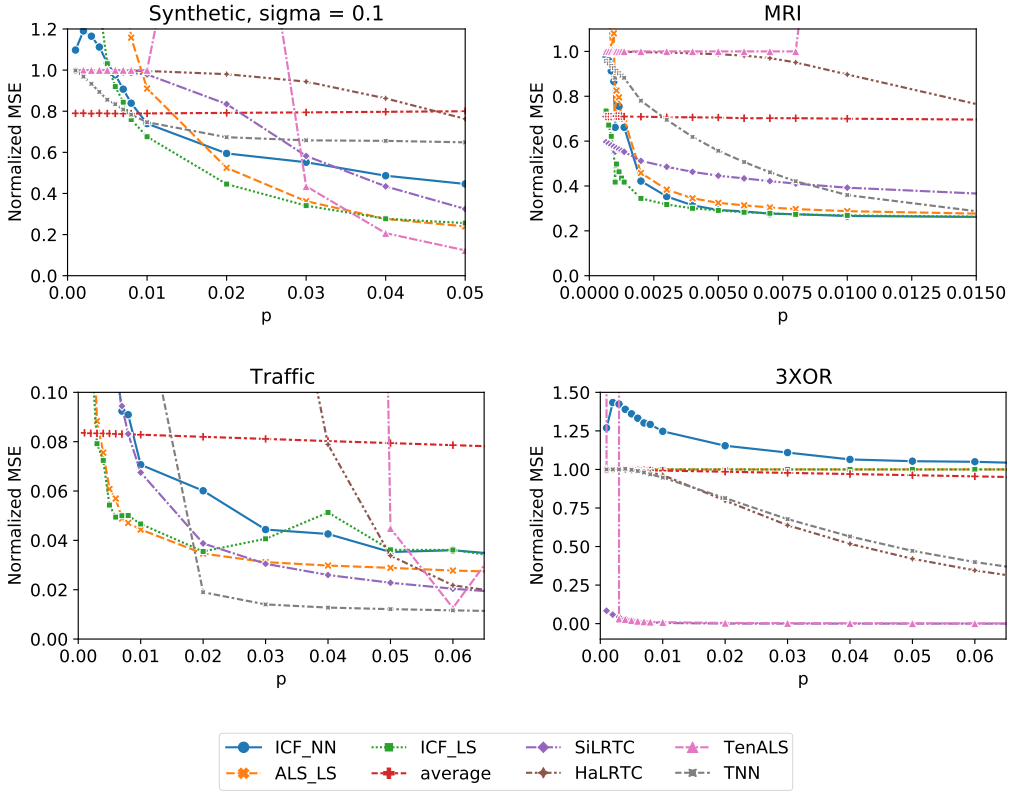 Synthetic, sigma = 0.1
Normalized MSE
1.2
1.0
0.8
0.6
0.4
0.2
0.0
0.00 0.01 0.02 0.03 0.04 0.05
p
MRI
Normalized MSE
1.0
0.8
0.6
0.4
0.2
0.0
0.0000 0.0025 0.0050 0.0075 0.0100 0.0125 0.0150
p
Traffic
Normalized MSE
0.10
0.08
0.06
0.04
0.02
0.00
0.00 0.01 0.02 0.03 0.04 0.05 0.06
p
3XOR
Normalized MSE
1.50
1.25
1.00
0.75
0.50
0.25
0.00
0.00 0.01 0.02 0.03 0.04 0.05 0.06
p
ICF_NN ICF_LS SiLRTC TenALS
ALS_LS average HaLRTC TNN